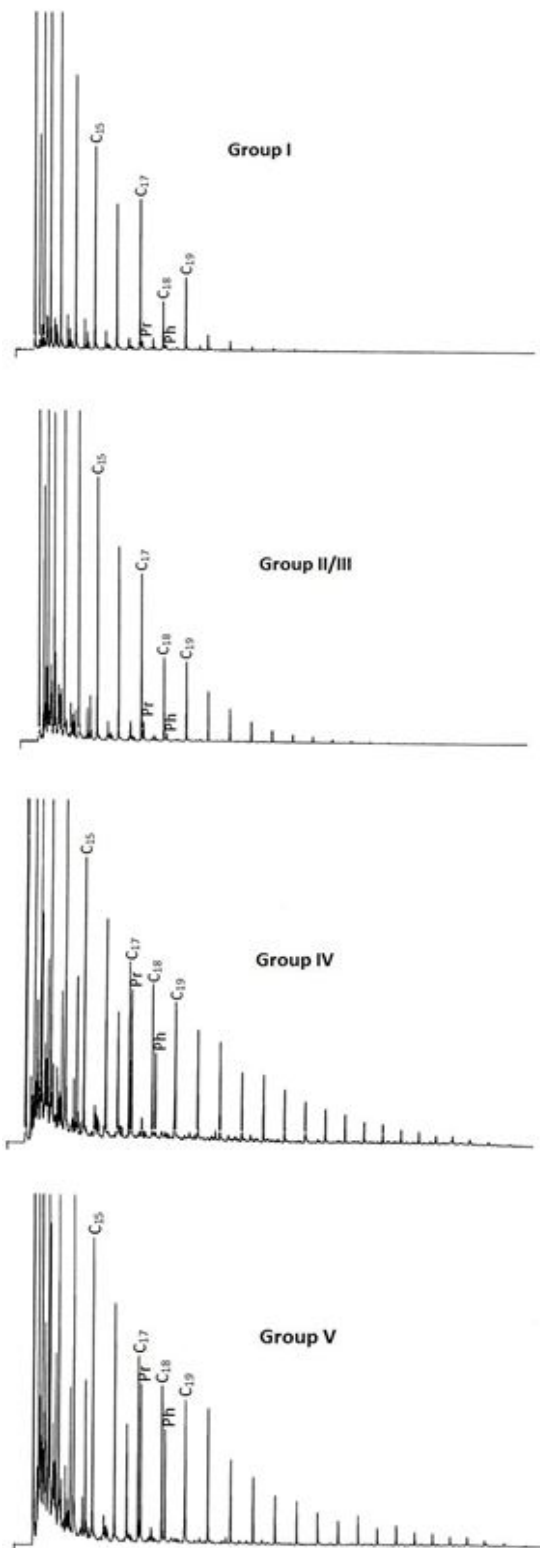 C15
Group I
C17
C19
C18
Pr
Ph
C15
Group II/III
C17
C18
C19
Pr
Ph
C15
Group IV
C17
Pr
C18
C19
Ph
C15
Group V
C17
Pr
C18
C19
Ph